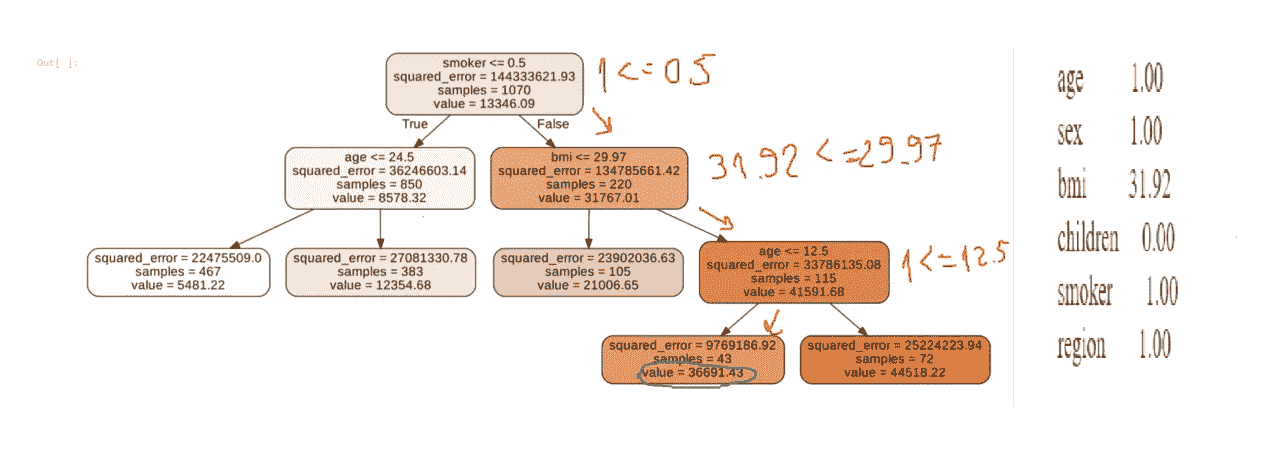 Out[ ]:
smoker <= 0.5
squared_error = 144333621.93
samples = 1070
value = 13346.09
1 <= 0.5
True
False
age <= 24.5
squared_error = 36246603.14
samples = 850
value = 8578.32
bmi <= 29.97
squared_error = 134785661.42
samples = 220
value = 31767.01
31.92 <= 29.97
squared_error = 22475509.0
samples = 467
value = 5481.22
squared_error = 27081330.78
samples = 383
value = 12354.68
squared_error = 23902036.63
samples = 105
value = 21006.65
age <= 12.5
squared_error = 33786135.08
samples = 115
value = 41591.68
1 <= 12.5
squared_error = 9769186.92
samples = 43
value = 36691.43
squared_error = 25224223.94
samples = 72
value = 44518.22
age 1.00
sex 1.00
bmi 31.92
children 0.00
smoker 1.00
region 1.00